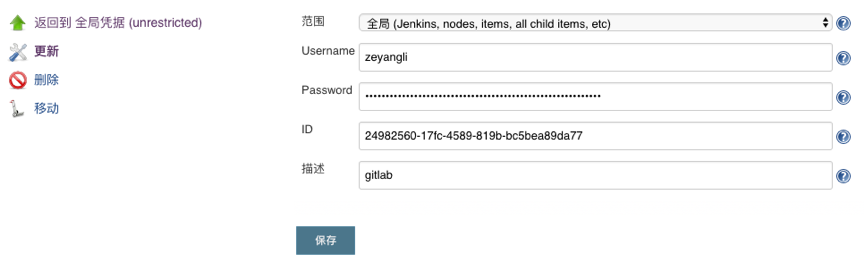 返回到 全局凭据 (unrestricted)
更新
删除
移动
范围
全局 (Jenkins, nodes, items, all child items, etc)
Username
zeyangli
Password
••••••••••••••••••••••••••••••••••••••••••••••••••••••••••
ID
24982560-17fc-4589-819b-bc5bea89da77
描述
gitlab
保存